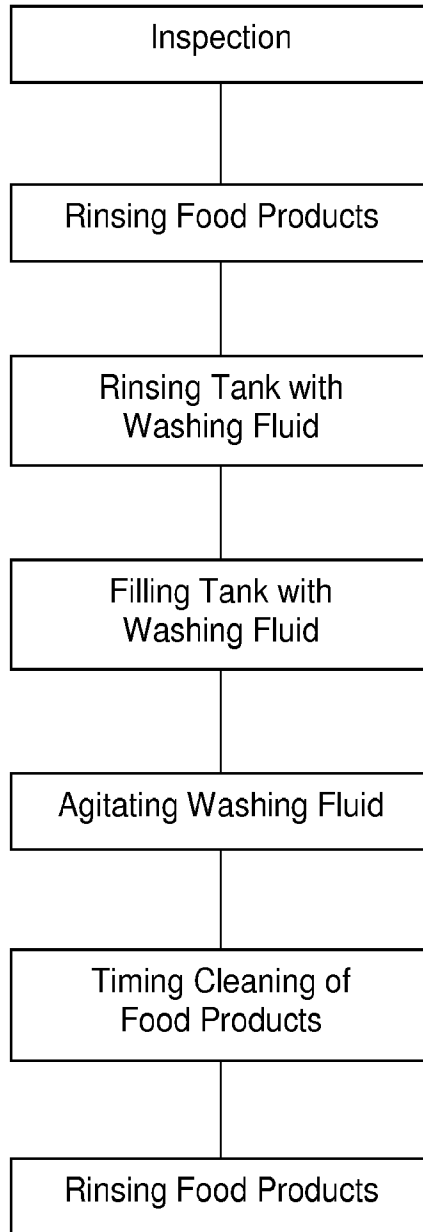 Inspection
Rinsing Food Products
Rinsing Tank with
Washing Fluid
Filling Tank with
Washing Fluid
Agitating Washing Fluid
Timing Cleaning of
Food Products
Rinsing Food Products